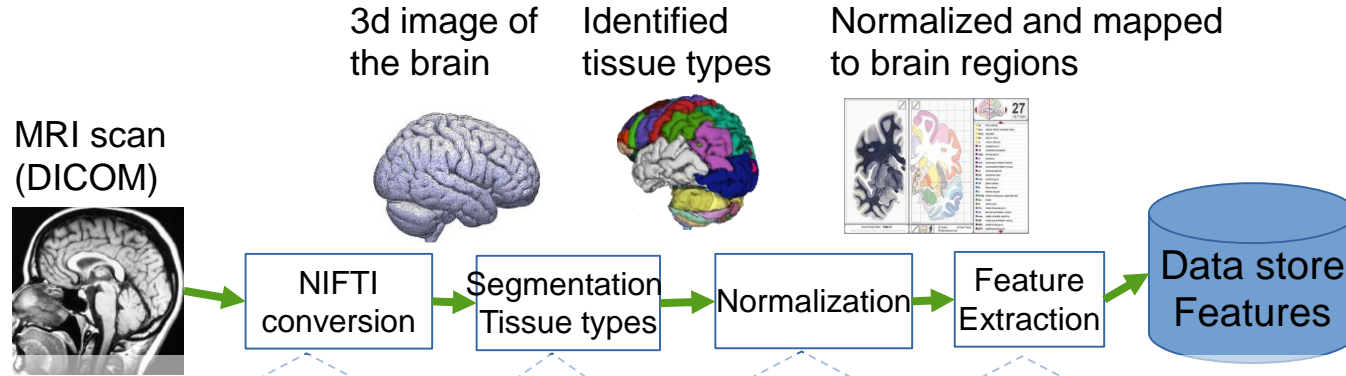 3d image of
the brain
Identified
tissue types
Normalized and mapped
to brain regions
MRI scan
(DICOM)
27
NIFTI
conversion
Segmentation
Tissue types
Normalization
Feature
Extraction
Data store
Features